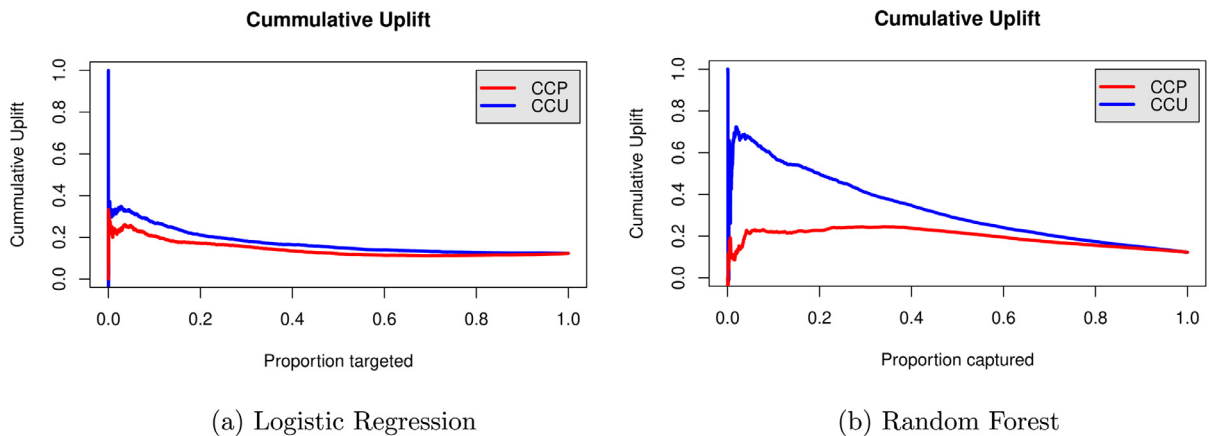 Cummulative Uplift
Cummulative Uplift
1.0
0.8
0.6
0.4
0.2
0.0
CCP
CCU
0.0 0.2 0.4 0.6 0.8 1.0
Proportion targeted
(a) Logistic Regression
Cumulative Uplift
Cumulative Uplift
1.0
0.8
0.6
0.4
0.2
0.0
CCP
CCU
0.0 0.2 0.4 0.6 0.8 1.0
Proportion captured
(b) Random Forest